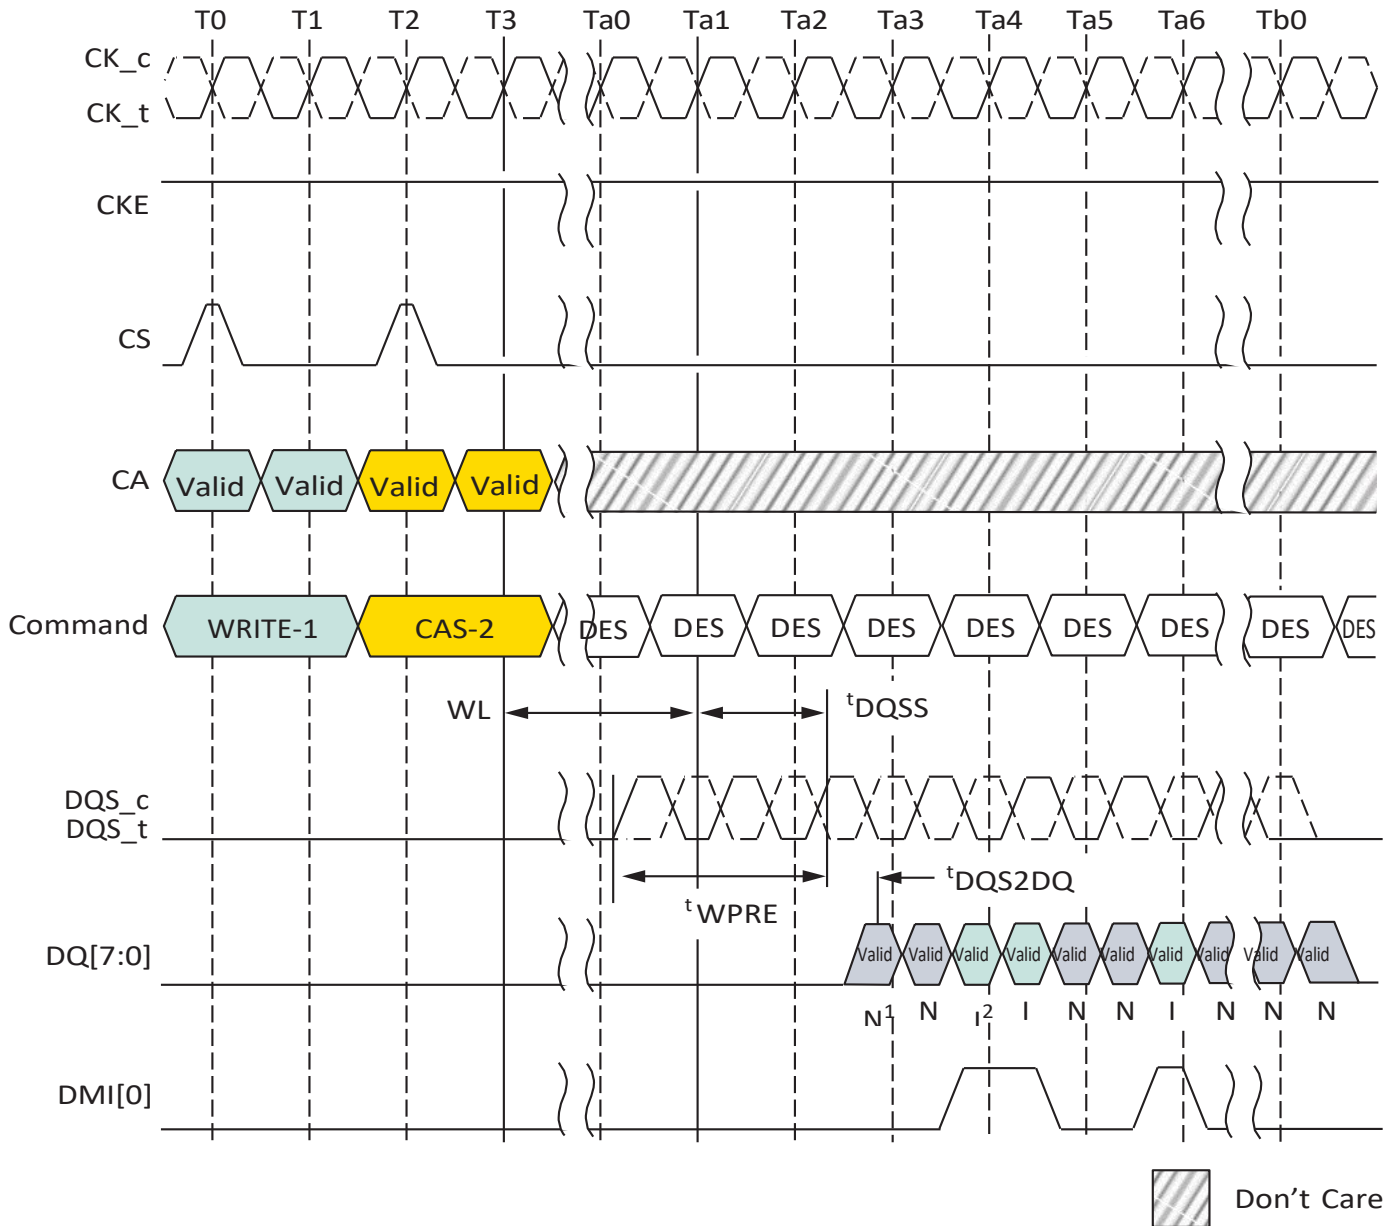 T0 T1 T2 T3 Ta0 Ta1 Ta2 Ta3 Ta4 Ta5 Ta6 Tb0
CK_c
CK_t
CKE
CS
CA Valid Valid Valid Valid
Command WRITE-1 CAS-2 DES DES DES DES DES DES DES DES DES
WL tDQSS
DQS_c
DQS_t
tWPRE tDQS2DQ
DQ[7:0] Valid Valid Valid Valid Valid Valid Valid Valid Valid Valid
N1 N I2 I N N I N N N
DMI[0]
Don't Care